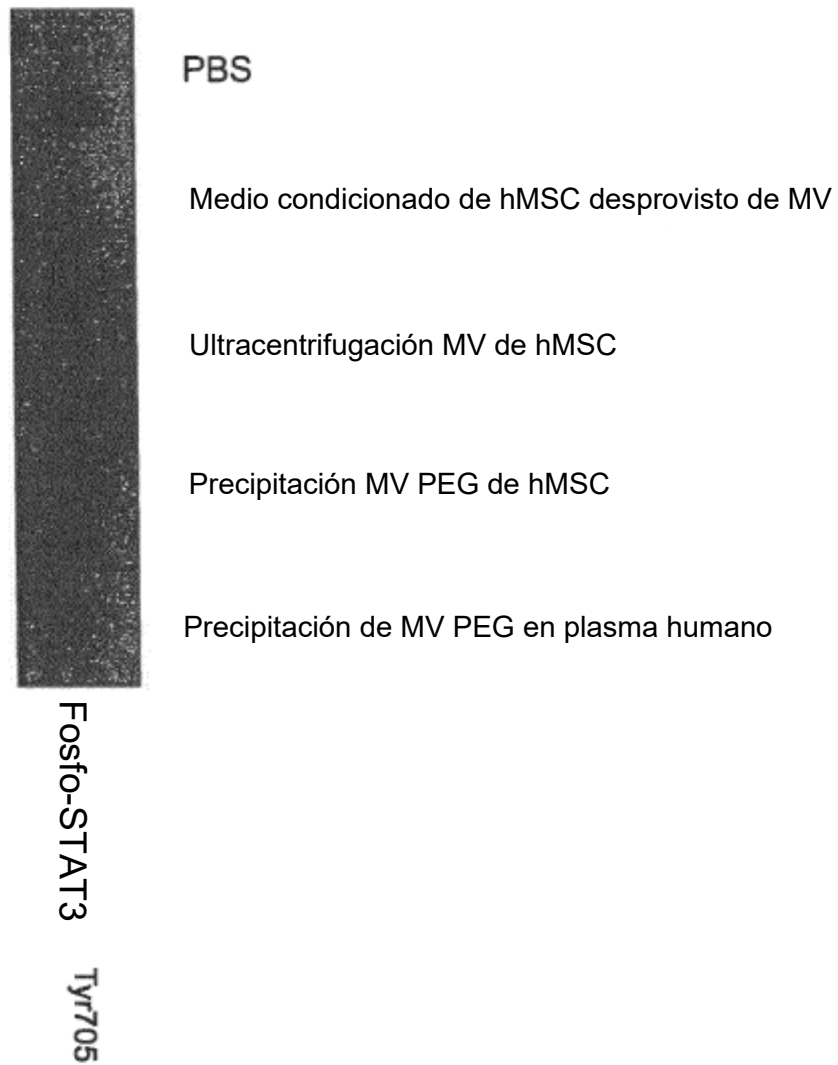 PBS
Medio condicionado de hMSC desprovisto de MV
Ultracentrifugación MV de hMSC
Precipitación MV PEG de hMSC
Precipitación de MV PEG en plasma humano
Fosfo-STAT3
Tyr705